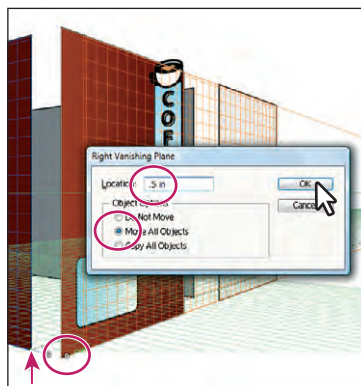 COF
Right Vanishing Plane
Location: .5 in
OK
Object Options
Cancel
Do Not Move
Move All Objects
Copy All Objects